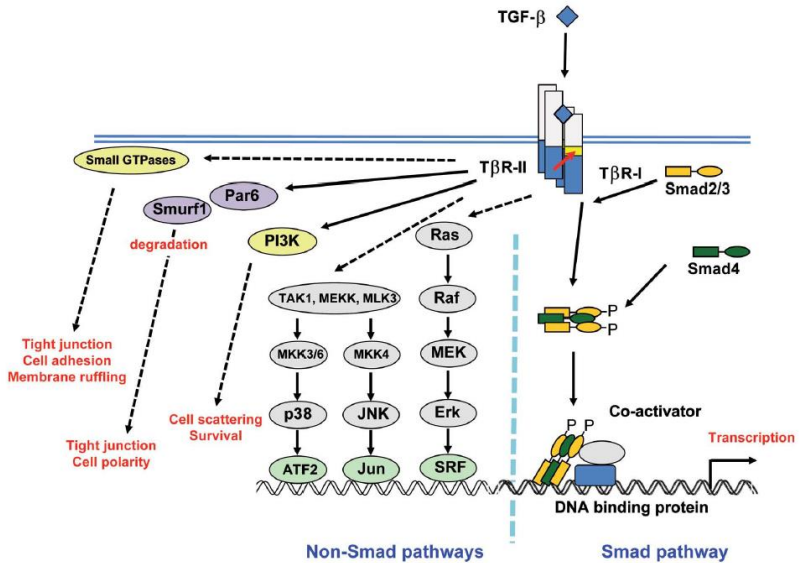 TGF-β
Small GTPases
TβR-II
TβR-I
Smad2/3
Par6
Smurf1
degradation
PI3K
Ras
Smad4
TAK1, MEKK, MLK3
Raf
P
P
Tight junction
Cell adhesion
Membrane ruffling
MKK3/6
MKK4
MEK
Cell scattering
Survival
p38
JNK
Erk
P
P
Co-activator
Transcription
Tight junction
Cell polarity
ATF2
Jun
SRF
DNA binding protein
Non-Smad pathways
Smad pathway